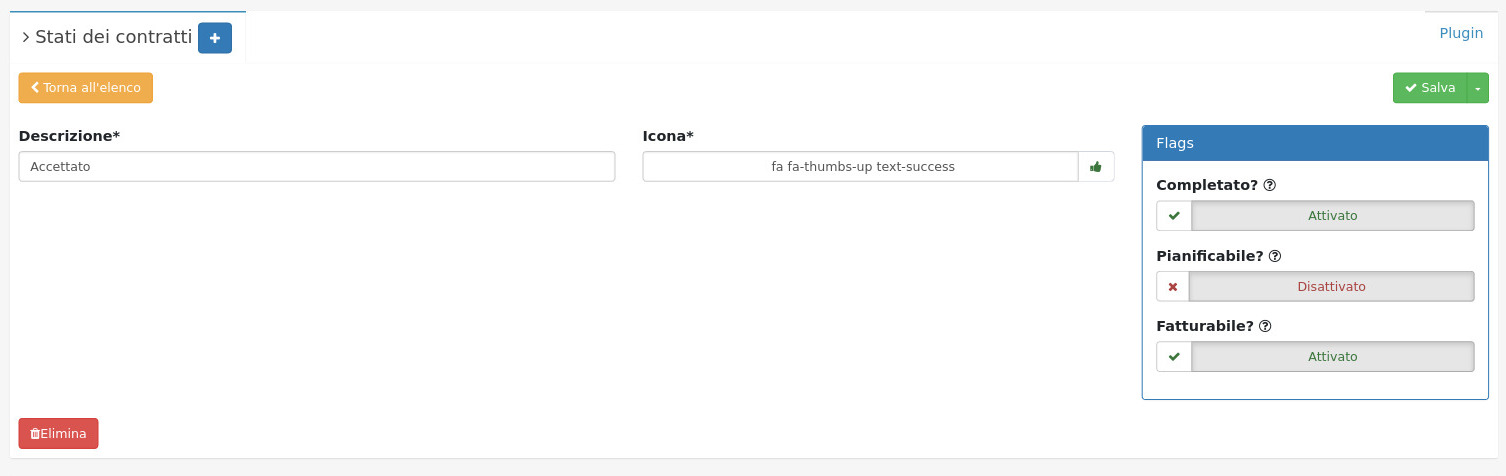 Stati dei contratti
Plugin
Torna all'elenco
Salva
Descrizione*
Icona*
Flags
Accettato
fa fa-thumbs-up text-success
Completato?
Attivato
Pianificabile?
Disattivato
Fatturabile?
Attivato
Elimina